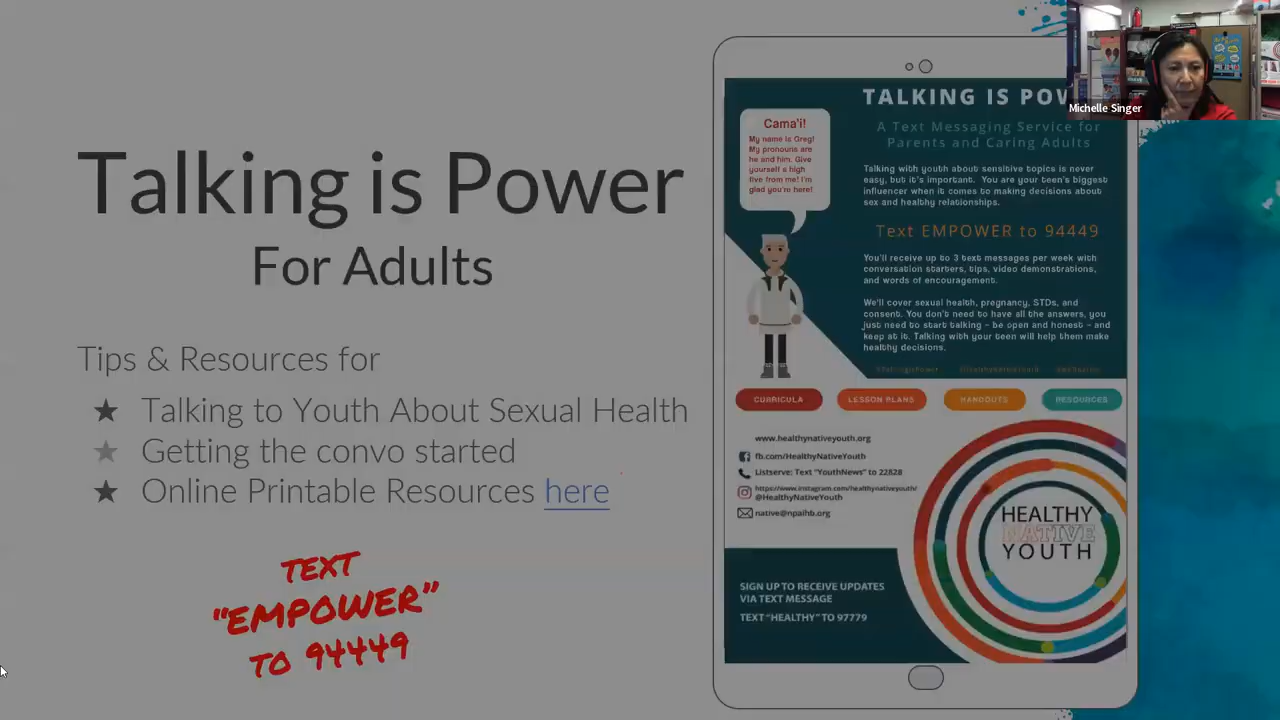 Talking is Power
For Adults
Tips & Resources for
★ Talking to Youth About Sexual Health
★ Getting the convo started
★ Online Printable Resources here
TEXT
"EMPOWER"
TO 94449
Michelle Singer
TALKING IS POW
A Text Messaging Service for
Parents and Caring Adults
Cama'i!
My name is Greg!
My pronouns are
he and him. Give
yourself a high
five from me! I'm
glad you're here!
Talking with youth about sensitive topics is never
easy, but it's important. You are your teen's biggest
influencer when it comes to making decisions about
sex and healthy relationships.
Text EMPOWER to 94449
You'll receive up to 3 text messages per week with
conversation starters, tips, video demonstrations,
and words of encouragement.
We'll cover sexual health, pregnancy, STDs, and
consent. You don't need to have all the answers, you
just need to start talking – be open and honest – and
keep at it. Talking with your teen will help them make
healthy decisions.
CURRICULA
LESSON PLANS
HANDOUTS
RESOURCES
www.healthynativeyouth.org
fb.com/HealthyNativeYouth
Listserve: Text "YouthNews" to 22828
https://www.instagram.com/healthynativeyouth/
@HealthyNativeYouth
native@npaihb.org
HEALTHY
NATIVE
YOUTH
SIGN UP TO RECEIVE UPDATES
VIA TEXT MESSAGE
TEXT "HEALTHY" TO 97779